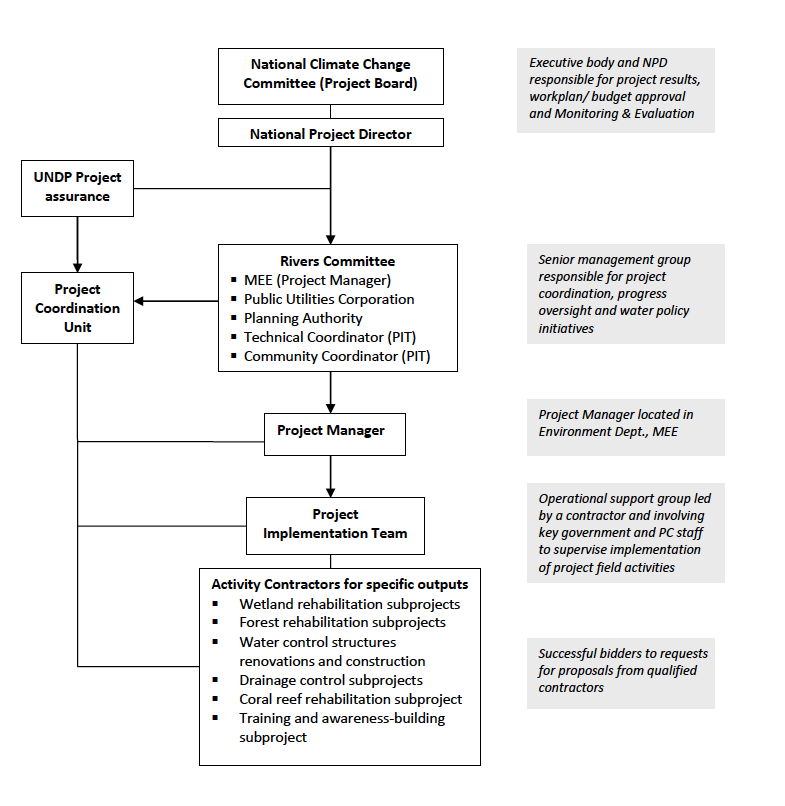 National Climate Change
Committee (Project Board)
Executive body and NPD
responsible for project results,
workplan/ budget approval
and Monitoring & Evaluation
National Project Director
UNDP Project
assurance
Rivers Committee
▪ MEE (Project Manager)
▪ Public Utilities Corporation
▪ Planning Authority
▪ Technical Coordinator (PIT)
▪ Community Coordinator (PIT)
Senior management group
responsible for project
coordination, progress
oversight and water policy
initiatives
Project
Coordination
Unit
Project Manager
Project Manager located in
Environment Dept., MEE
Project
Implementation Team
Operational support group led
by a contractor and involving
key government and PC staff
to supervise implementation
of project field activities
Activity Contractors for specific outputs
▪ Wetland rehabilitation subprojects
▪ Forest rehabilitation subprojects
▪ Water control structures
renovations and construction
▪ Drainage control subprojects
▪ Coral reef rehabilitation subproject
▪ Training and awareness-building
subproject
Successful bidders to requests
for proposals from qualified
contractors